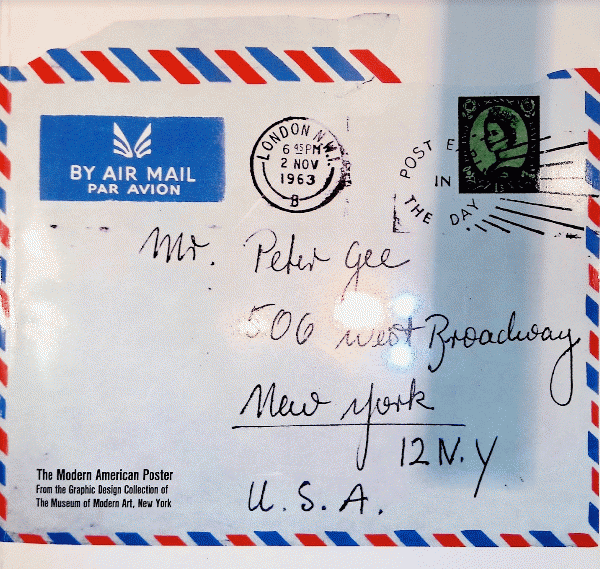 BY AIR MAIL
PAR AVION
LONDON N.W.1.
6 45 PM
2 NOV
1963
B
POST E
IN
THE DAY
Mr. Peter Gee
506 West Broadway
New York
12 N.Y
U.S.A.
The Modern American Poster
From the Graphic Design Collection of
The Museum of Modern Art, New York